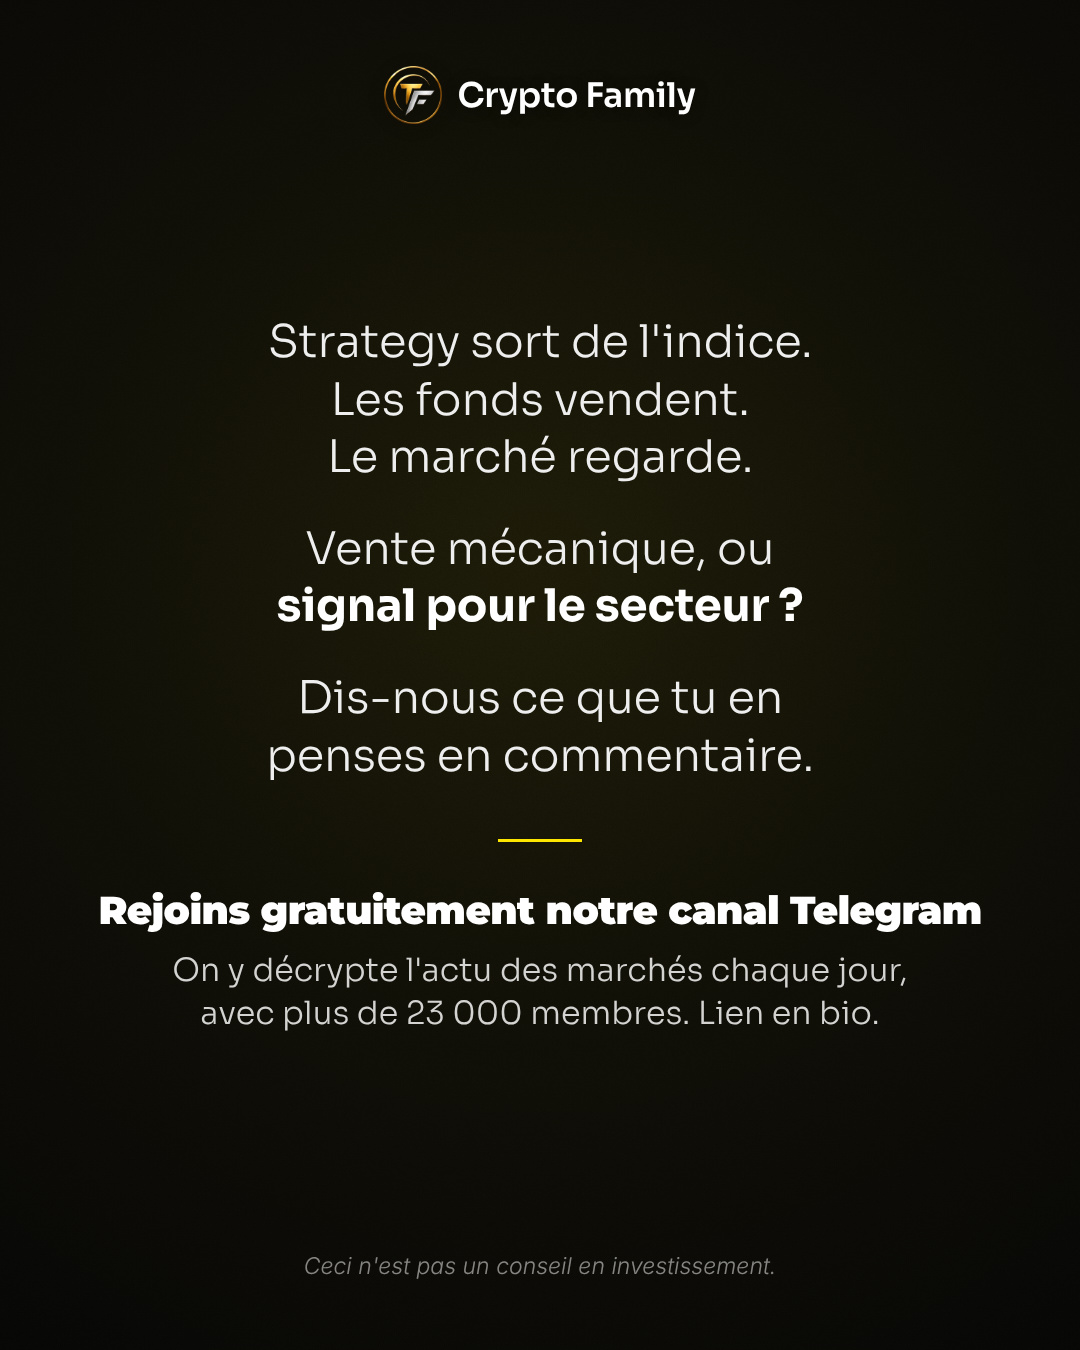 TF Crypto Family
Strategy sort de l'indice.
Les fonds vendent.
Le marché regarde.
Vente mécanique, ou
signal pour le secteur ?
Dis-nous ce que tu en
penses en commentaire.
Rejoins gratuitement notre canal Telegram
On y décrypte l'actu des marchés chaque jour,
avec plus de 23 000 membres. Lien en bio.
Ceci n'est pas un conseil en investissement.